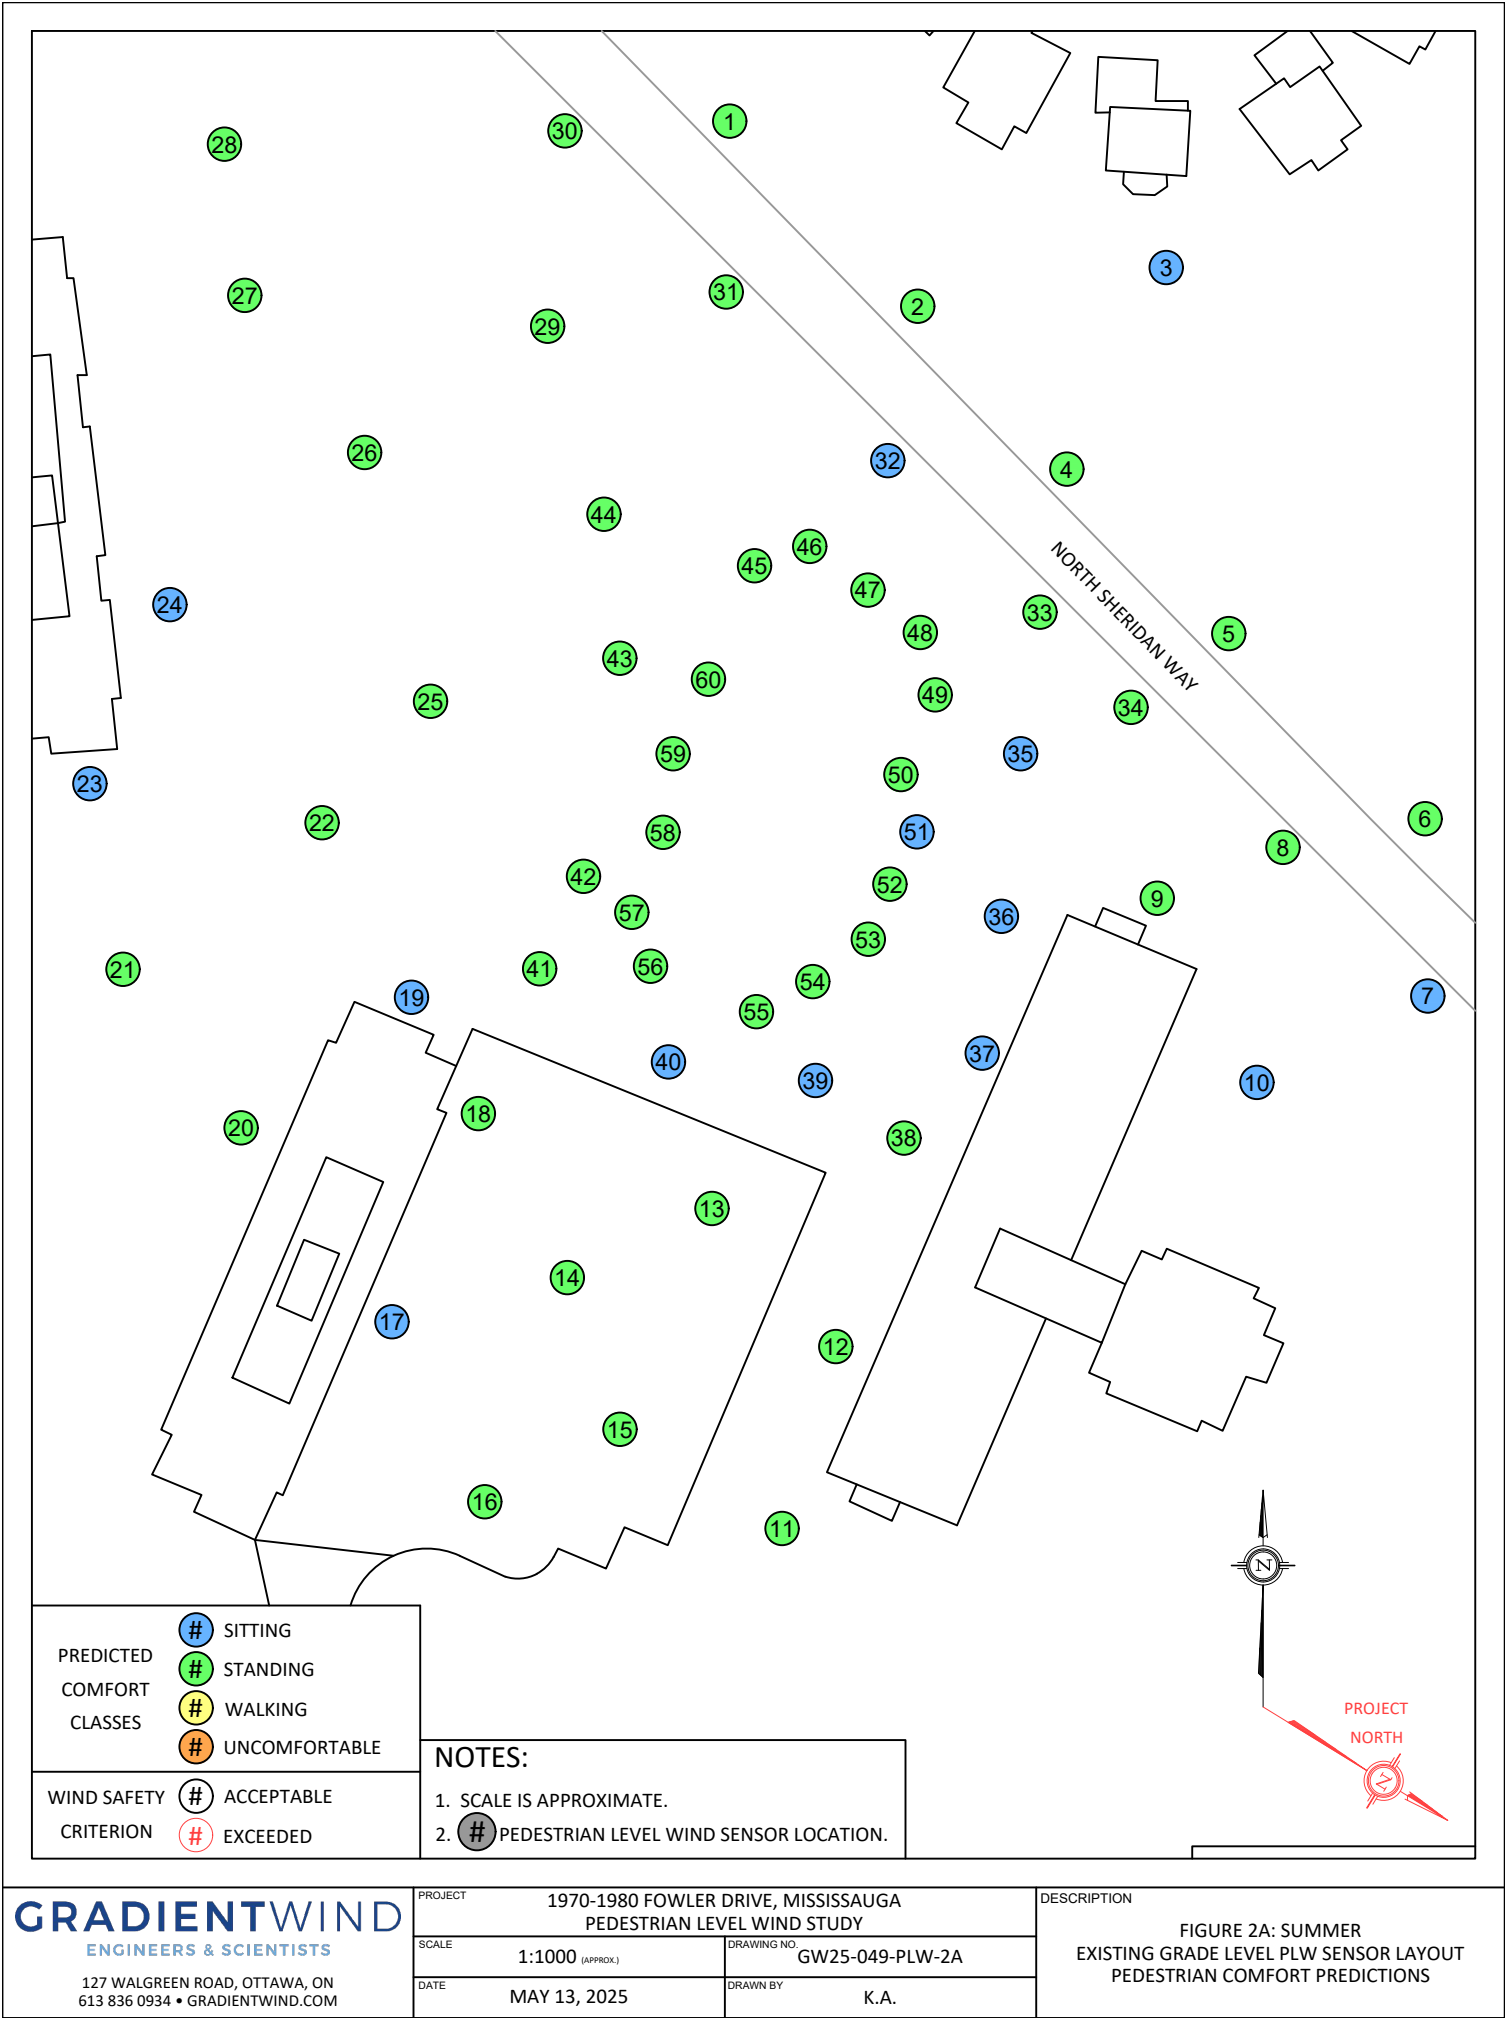 1
30
28
3
27
31
2
29
26
32
4
44
46
45
47
NORTH SHERIDAN WAY
24
33
48
5
43
60
49
25
34
59
35
50
23
22
58
51
6
8
42
52
9
57
36
53
21
41
56
54
19
7
55
37
40
39
10
18
20
38
13
14
17
12
15
16
11
N
PREDICTED
COMFORT
CLASSES
# SITTING
# STANDING
# WALKING
# UNCOMFORTABLE
WIND SAFETY
CRITERION
# ACCEPTABLE
# EXCEEDED
NOTES:
1. SCALE IS APPROXIMATE.
2. # PEDESTRIAN LEVEL WIND SENSOR LOCATION.
PROJECT
NORTH
N
GRADIENTWIND
ENGINEERS & SCIENTISTS
127 WALGREEN ROAD, OTTAWA, ON
613 836 0934 • GRADIENTWIND.COM
PROJECT
1970-1980 FOWLER DRIVE, MISSISSAUGA
PEDESTRIAN LEVEL WIND STUDY
SCALE
1:1000 (APPROX.)
DRAWING NO.
GW25-049-PLW-2A
DATE
MAY 13, 2025
DRAWN BY
K.A.
DESCRIPTION
FIGURE 2A: SUMMER
EXISTING GRADE LEVEL PLW SENSOR LAYOUT
PEDESTRIAN COMFORT PREDICTIONS